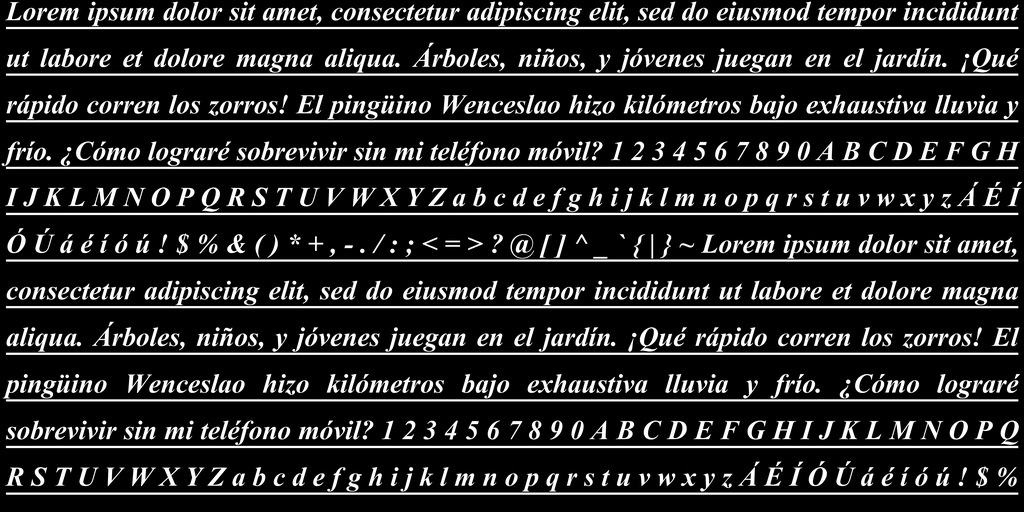 Lorem ipsum dolor sit amet, consectetur adipiscing elit, sed do eiusmod tempor incididunt
ut labore et dolore magna aliqua. Árboles, niños, y jóvenes juegan en el jardín. ¡Qué
rápido corren los zorros! El pingüino Wenceslao hizo kilómetros bajo exhaustiva lluvia y
frío. ¿Cómo lograré sobrevivir sin mi teléfono móvil? 1 2 3 4 5 6 7 8 9 0 A B C D E F G H
I J K L M N O P Q R S T U V W X Y Z a b c d e f g h i j k l m n o p q r s t u v w x y z Á É Í
Ó Ú á é í ó ú ! $ % & ( ) * + , - . / : ; < = > ? @ [ ] ^ _ ` { | } ~ Lorem ipsum dolor sit amet,
consectetur adipiscing elit, sed do eiusmod tempor incididunt ut labore et dolore magna
aliqua. Árboles, niños, y jóvenes juegan en el jardín. ¡Qué rápido corren los zorros! El
pingüino Wenceslao hizo kilómetros bajo exhaustiva lluvia y frío. ¿Cómo lograré
sobrevivir sin mi teléfono móvil? 1 2 3 4 5 6 7 8 9 0 A B C D E F G H I J K L M N O P Q
R S T U V W X Y Z a b c d e f g h i j k l m n o p q r s t u v w x y z Á É Í Ó Ú á é í ó ú ! $ %